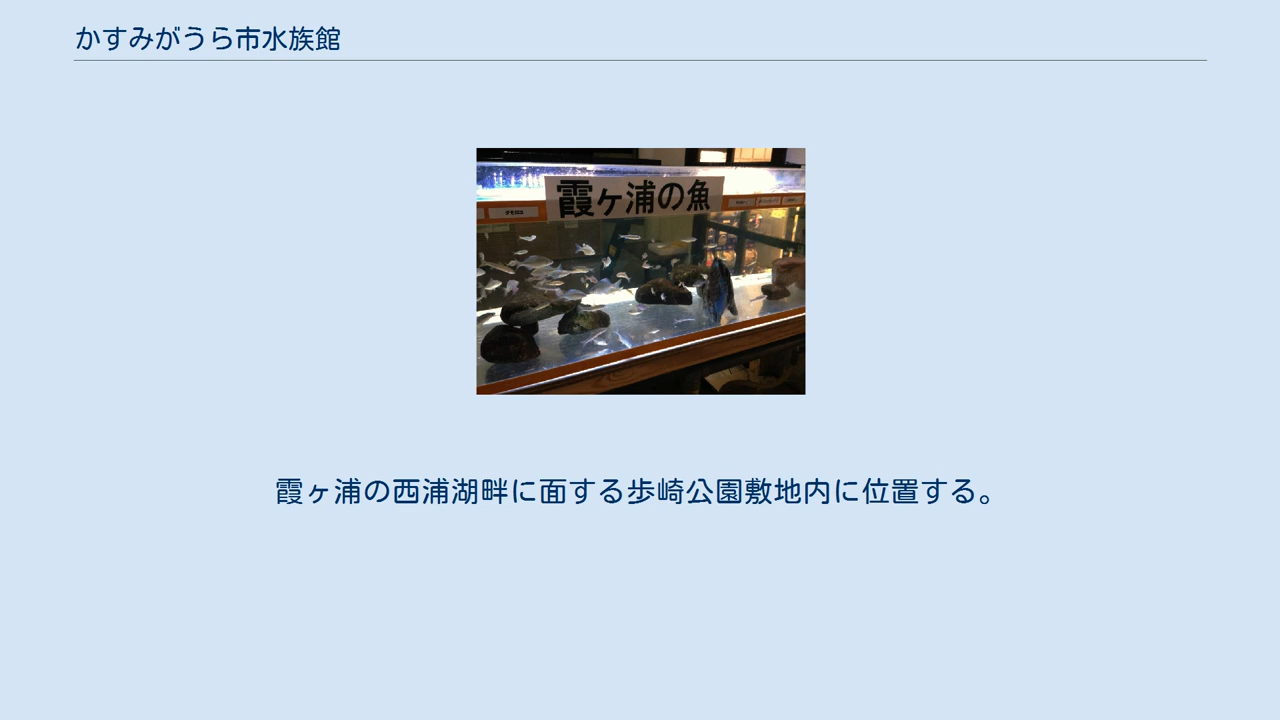 かすみがうら市水族館
霞ヶ浦の魚
霞ヶ浦の西浦湖畔に面する歩崎公園敷地内に位置する。